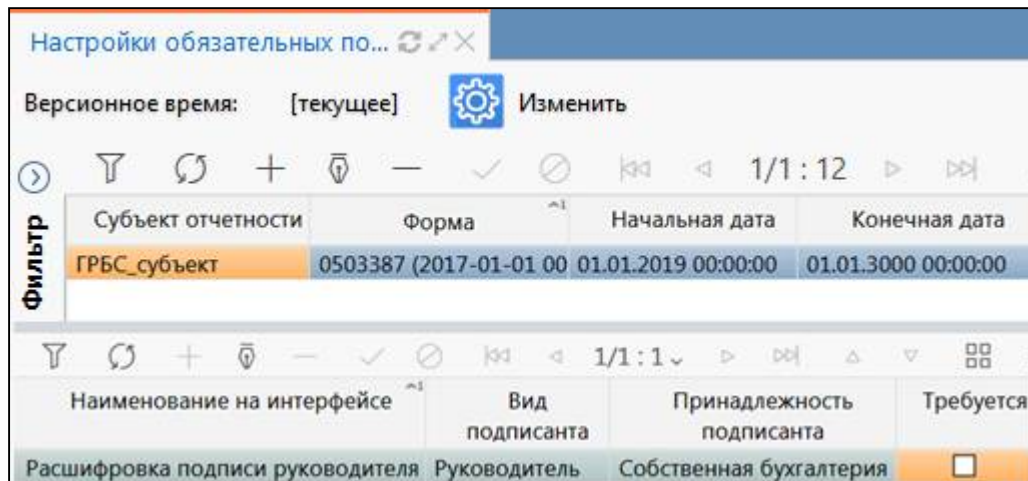 Настройки обязательных по...
Версионное время: [текущее] Изменить
1/1 : 12
Фильтр
Субъект отчетности Форма 1 Начальная дата Конечная дата
ГРБС_субъект 0503387 (2017-01-01 00 01.01.2019 00:00:00 01.01.3000 00:00:00
1/1 : 1
Наименование на интерфейсе 1 Вид подписанта Принадлежность подписанта Требуется
Расшифровка подписи руководителя Руководитель Собственная бухгалтерия